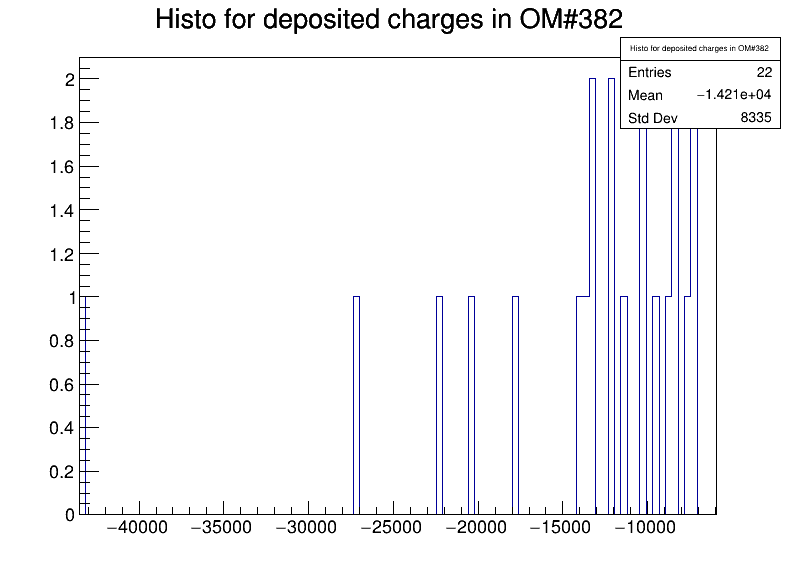 Histo for deposited charges in OM#382
Histo for deposited charges in OM#382
Entries 22
Mean −1.421e+04
Std Dev 8335
2
1.8
1.6
1.4
1.2
1
0.8
0.6
0.4
0.2
0
−40000 −35000 −30000 −25000 −20000 −15000 −10000